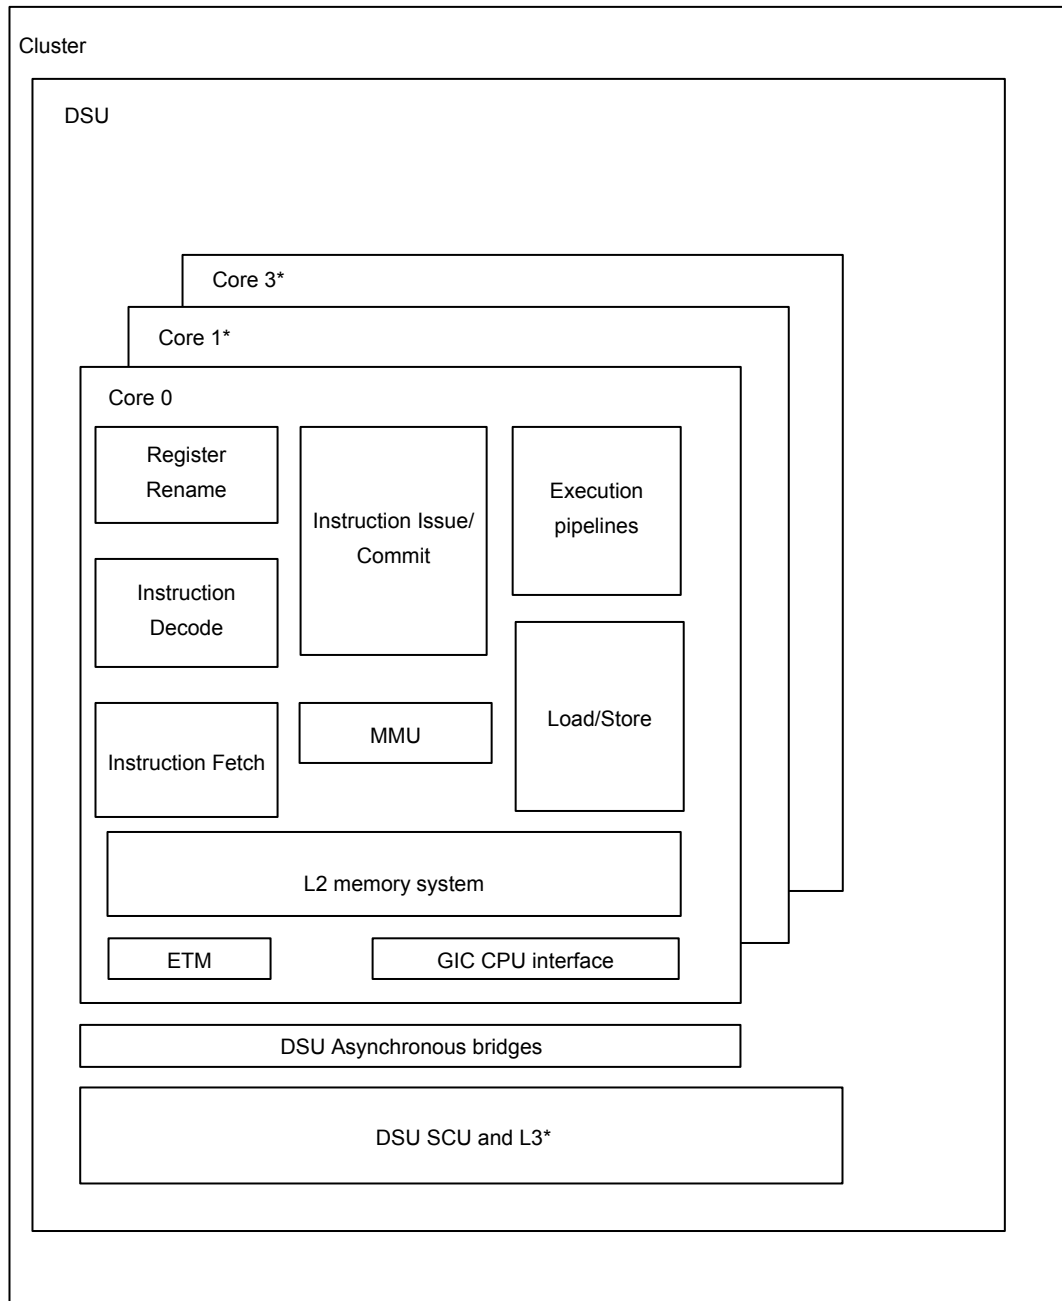 Cluster
DSU
Core 3*
Core 1*
Core 0
Register
Rename
Instruction Issue/
Commit
Execution
pipelines
Instruction
Decode
Load/Store
MMU
Instruction Fetch
L2 memory system
ETM
GIC CPU interface
DSU Asynchronous bridges
DSU SCU and L3*